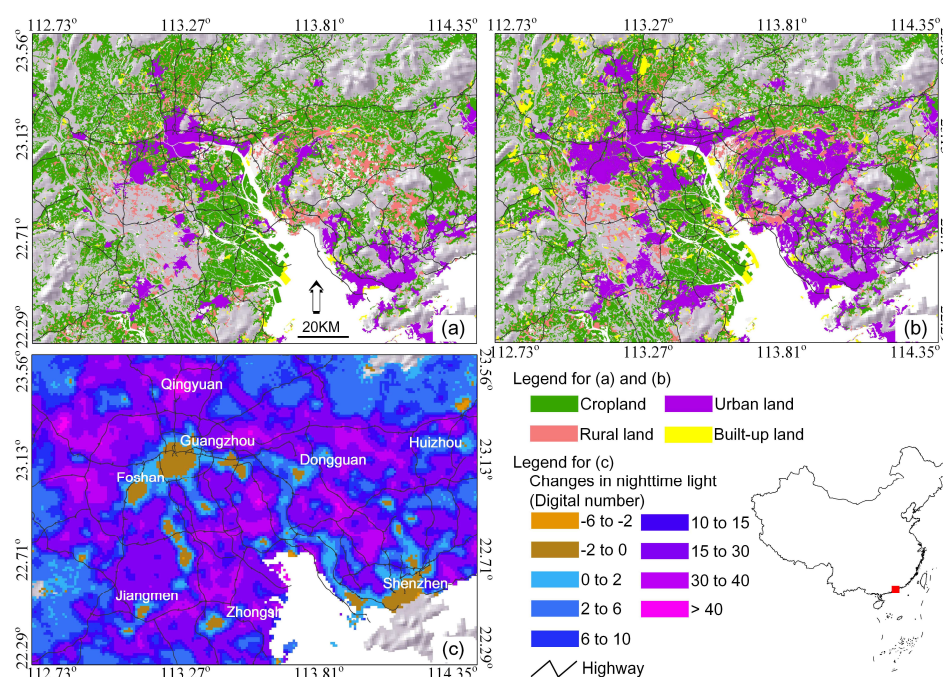 112.73° 113.27° 113.81° 114.35°
112.73° 113.27° 113.81° 114.35°
23.56°
23.13°
22.71°
22.29°
20KM
(a)
(b)
112.73° 113.27° 113.81° 114.35°
23.56°
23.13°
22.71°
22.29°
Qingyuan
Guangzhou
Huizhou
Dongguan
Foshan
Shenzhen
Jiangmen
Zhongsh
(c)
23.56°
23.13°
22.71°
22.29°
112.73° 113.27° 113.81° 114.35°
Legend for (a) and (b)
Cropland Urban land
Rural land Built-up land
Legend for (c)
Changes in nighttime light
(Digital number)
-6 to -2 10 to 15
-2 to 0 15 to 30
0 to 2 30 to 40
2 to 6 > 40
6 to 10
Highway